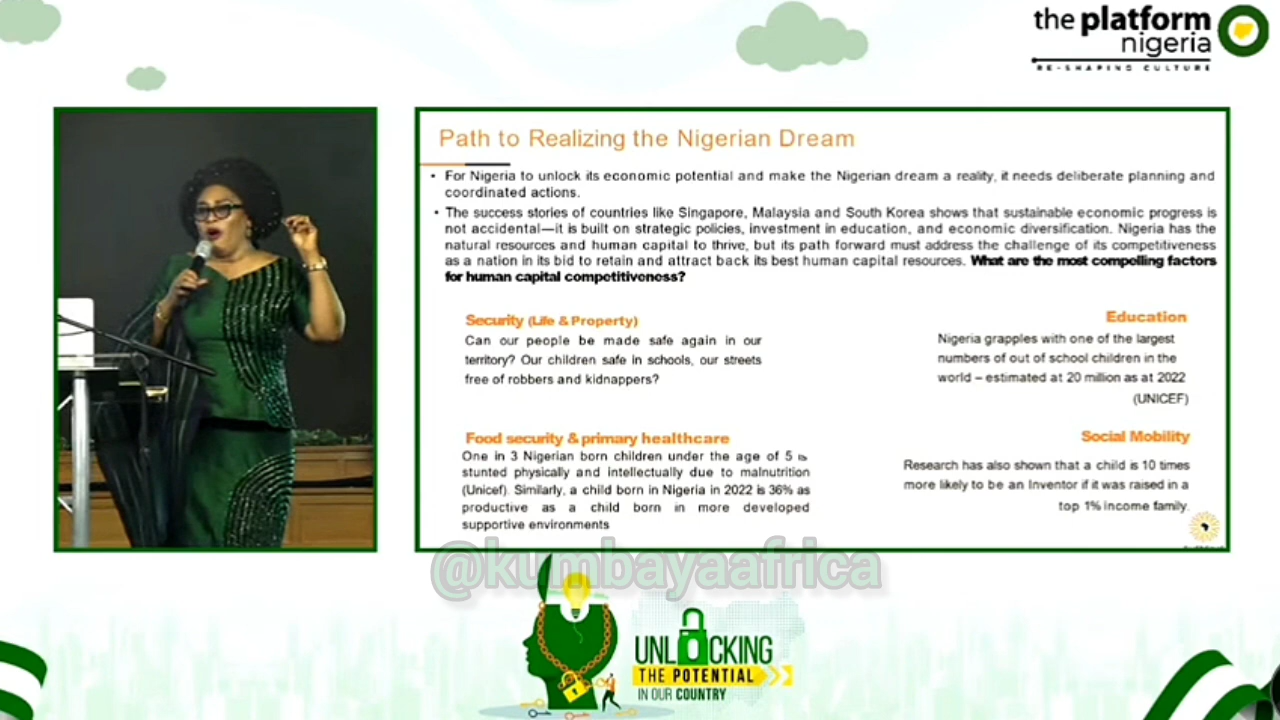 the platform
nigeria
RE-SHAPING CULTURE
Path to Realizing the Nigerian Dream
• For Nigeria to unlock its economic potential and make the Nigerian dream a reality, it needs deliberate planning and
coordinated actions.
• The success stories of countries like Singapore, Malaysia and South Korea shows that sustainable economic progress is
not accidental—it is built on strategic policies, investment in education, and economic diversification. Nigeria has the
natural resources and human capital to thrive, but its path forward must address the challenge of its competitiveness
as a nation in its bid to retain and attract back its best human capital resources. What are the most compelling factors
for human capital competitiveness?
Security (Life & Property)
Can our people be made safe again in our
territory? Our children safe in schools, our streets
free of robbers and kidnappers?
Education
Nigeria grapples with one of the largest
numbers of out of school children in the
world – estimated at 20 million as at 2022
(UNICEF)
Food security & primary healthcare
One in 3 Nigerian born children under the age of 5 is
stunted physically and intellectually due to malnutrition
(Unicef). Similarly, a child born in Nigeria in 2022 is 36% as
productive as a child born in more developed
supportive environments
Social Mobility
Research has also shown that a child is 10 times
more likely to be an Inventor if it was raised in a
top 1% income family.
@kumbayaafrica
UNLOCKING
THE POTENTIAL
IN OUR COUNTRY